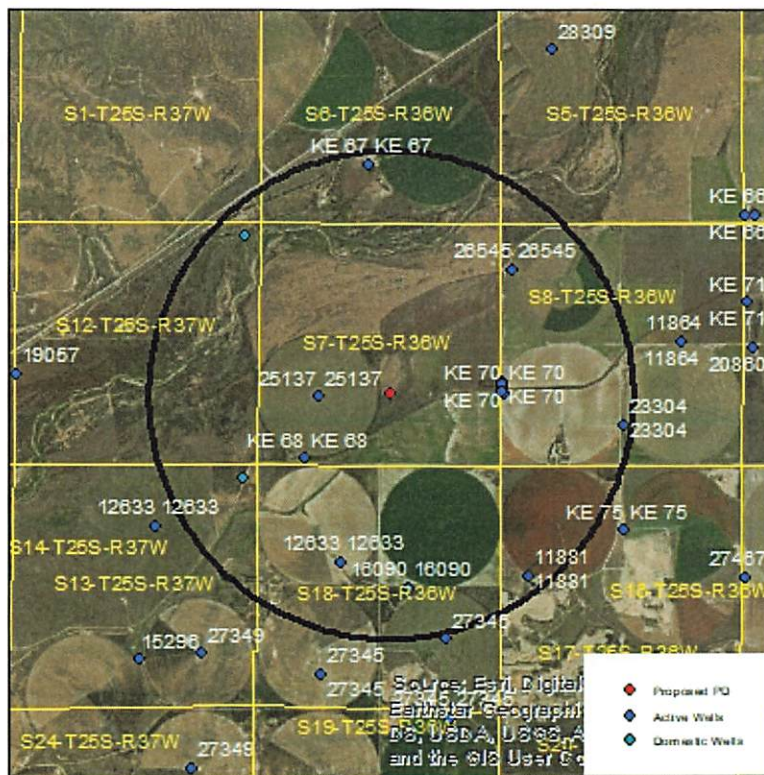 28309
S1-T25S-R37W
S6-T25S-R36W
S5-T25S-R36W
KE 67 KE 67
KE 66
KE 66
26545 26545
KE 71
S8-T25S-R36W
S12-T25S-R37W
S7-T25S-R36W
11864
KE 71
11864
20860
19057
25137 25137
KE 70 KE 70
KE 70 KE 70
23304
23304
KE 68 KE 68
12633 12633
KE 75 KE 75
S14-T25S-R37W
12633 12633
S13-T25S-R37W
16090 16090
S18-T25S-R36W
11881
11881
27467
S16-T25S-R36W
27345
15296
27349
S17-T25S-R36W
27345
27345
Source: Esri, Digital
Earthstar Geographi
S19-T25S-R36W
DS, USDA, USGS, A
and the GIS User Co
S24-T25S-R37W
27349
Proposed PD
Active Wells
Domestic Wells